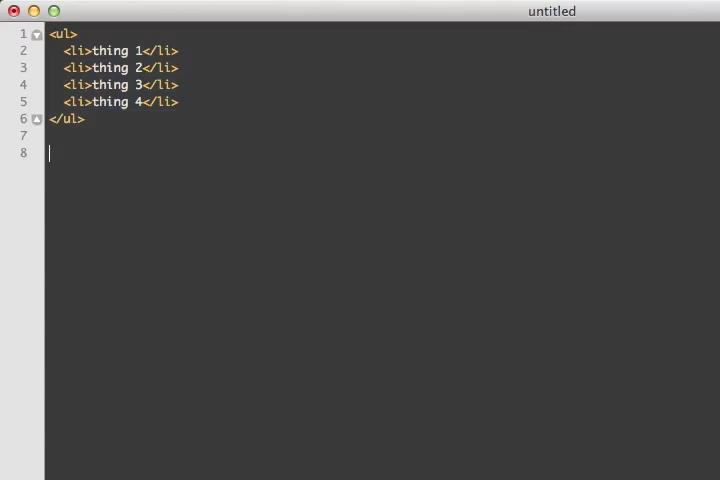 untitled
1 <ul>
2   <li>thing 1</li>
3   <li>thing 2</li>
4   <li>thing 3</li>
5   <li>thing 4</li>
6 </ul>
7
8